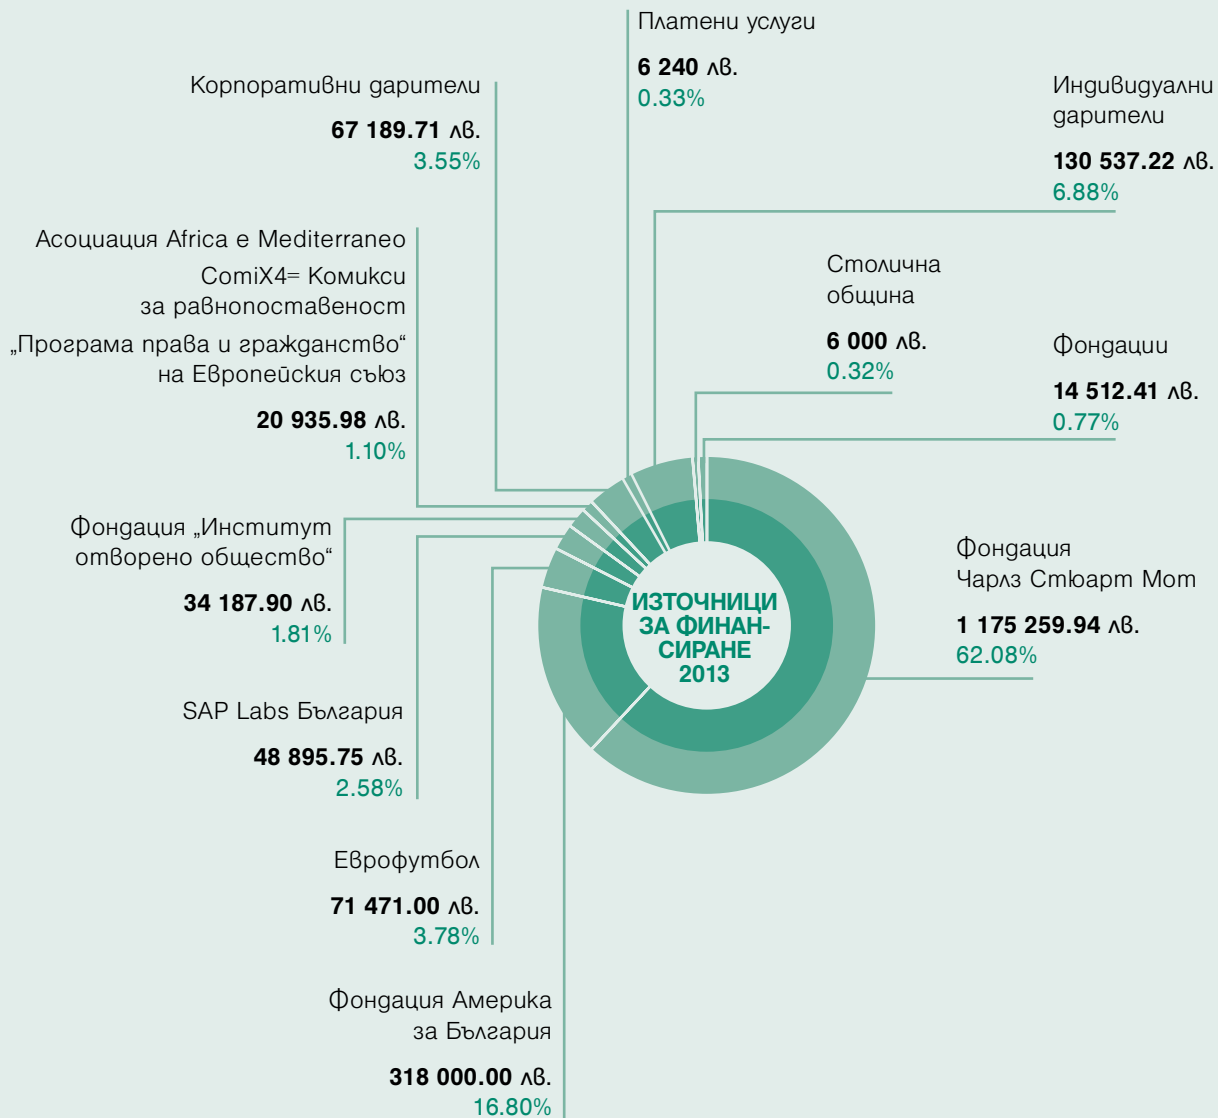 Платени услуги
6 240 лв.
0.33%
Корпоративни дарители
67 189.71 лв.
3.55%
Индивидуални
дарители
130 537.22 лв.
6.88%
Асоциация Africa e Mediterraneo
ComiX4= Комикси
за равнопоставеност
„Програма права и гражданство“
на Европейския съюз
20 935.98 лв.
1.10%
Столична
община
6 000 лв.
0.32%
Фондации
14 512.41 лв.
0.77%
Фондация „Институт
отворено общество“
34 187.90 лв.
1.81%
Фондация
Чарлз Стюарт Мот
1 175 259.94 лв.
62.08%
ИЗТОЧНИЦИ
ЗА ФИНАН-
СИРАНЕ
2013
SAP Labs България
48 895.75 лв.
2.58%
Еврофутбол
71 471.00 лв.
3.78%
Фондация Америка
за България
318 000.00 лв.
16.80%